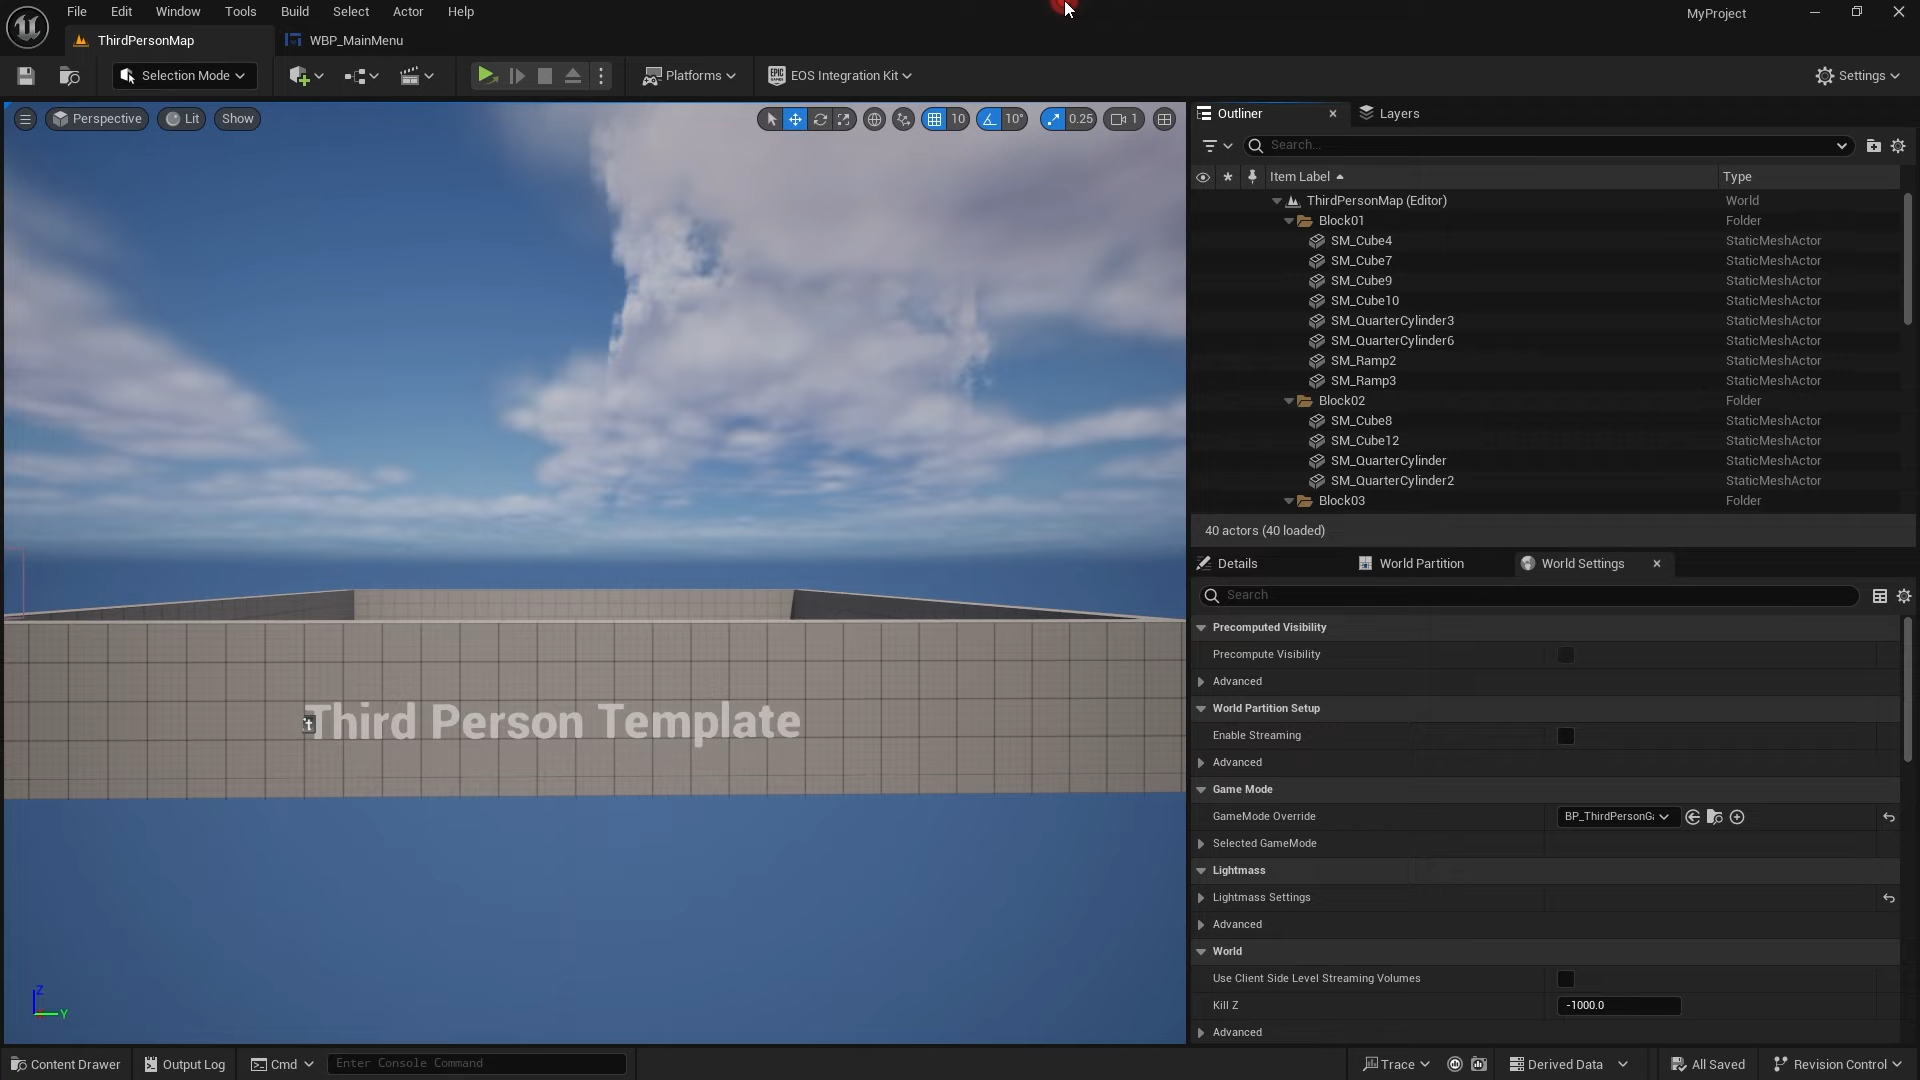 File Edit Window Tools Build Select Actor Help
MyProject
ThirdPersonMap
WBP_MainMenu
Selection Mode
Platforms
EOS Integration Kit
Settings
Perspective
Lit
Show
10
10°
0.25
1
Outliner
Layers
Search...
Item Label
Type
ThirdPersonMap (Editor) World
Block01 Folder
SM_Cube4 StaticMeshActor
SM_Cube7 StaticMeshActor
SM_Cube9 StaticMeshActor
SM_Cube10 StaticMeshActor
SM_QuarterCylinder3 StaticMeshActor
SM_QuarterCylinder6 StaticMeshActor
SM_Ramp2 StaticMeshActor
SM_Ramp3 StaticMeshActor
Block02 Folder
SM_Cube8 StaticMeshActor
SM_Cube12 StaticMeshActor
SM_QuarterCylinder StaticMeshActor
SM_QuarterCylinder2 StaticMeshActor
Block03 Folder
40 actors (40 loaded)
Details
World Partition
World Settings
Search
Precomputed Visibility
Precompute Visibility
Advanced
World Partition Setup
Enable Streaming
Advanced
Game Mode
GameMode Override BP_ThirdPersonGa
Selected GameMode
Lightmass
Lightmass Settings
Advanced
World
Use Client Side Level Streaming Volumes
Kill Z -1000.0
Advanced
Third Person Template
Z
Y
Content Drawer
Output Log
Cmd
Enter Console Command
Trace
Derived Data
All Saved
Revision Control